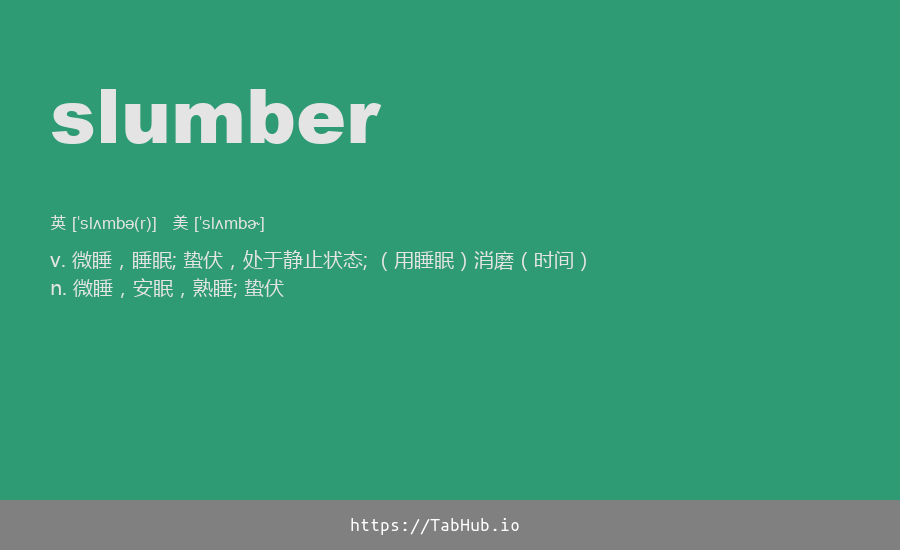 slumber
英 [ˈslʌmbə(r)] 美 [ˈslʌmbɚ]
v. 微睡，睡眠; 蛰伏，处于静止状态; （用睡眠）消磨（时间）
n. 微睡，安眠，熟睡; 蛰伏
https://TabHub.io